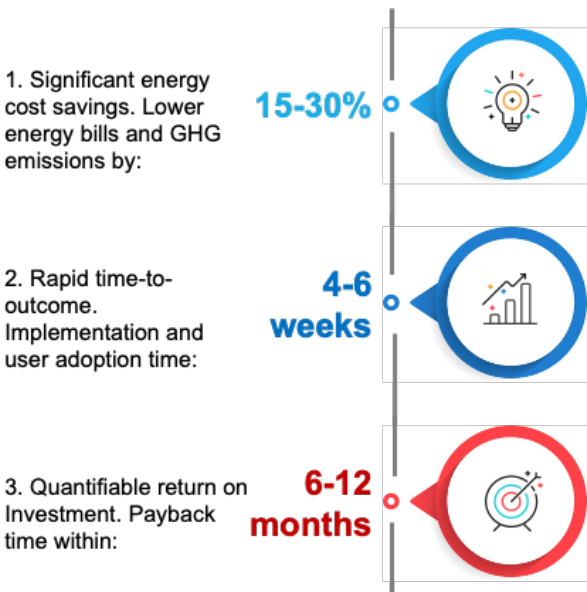 1. Significant energy
cost savings. Lower
energy bills and GHG
emissions by:
15-30%
2. Rapid time-to-
outcome.
Implementation and
user adoption time:
4-6
weeks
3. Quantifiable return on
Investment. Payback
time within:
6-12
months